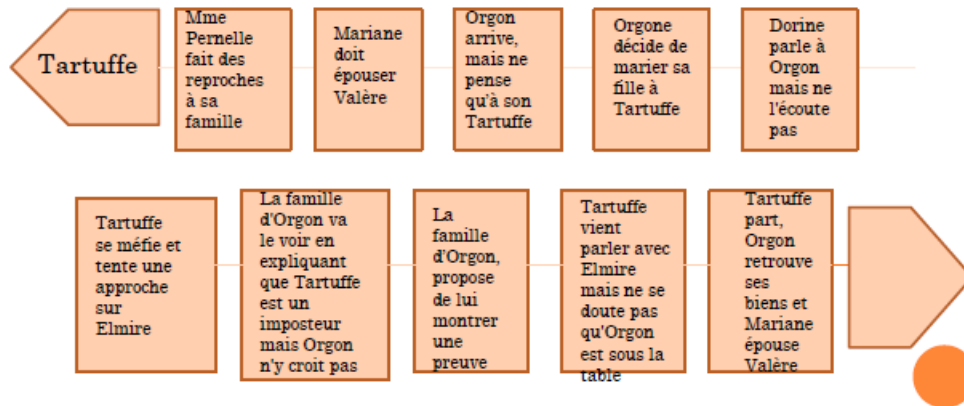 Tartuffe
Mme
Pernelle
fait des
reproches
à sa
famille
Mariane
doit
épouser
Valère
Orgon
arrive,
mais ne
pense
qu'à son
Tartuffe
Orgone
décide de
marier sa
fille à
Tartuffe
Dorine
parle à
Orgon
mais ne
l'écoute
pas
Tartuffe
se méfie et
tente une
approche
sur
Elmire
La famille
d'Orgon va
le voir en
expliquant
que Tartuffe
est un
imposteur
mais Orgon
n'y croit pas
La
famille
d'Orgon,
propose
de lui
montrer
une
preuve
Tartuffe
vient
parler avec
Elmire
mais ne se
doute pas
qu'Orgon
est sous la
table
Tartuffe
part,
Orgon
retrouve
ses
biens et
Mariane
épouse
Valère